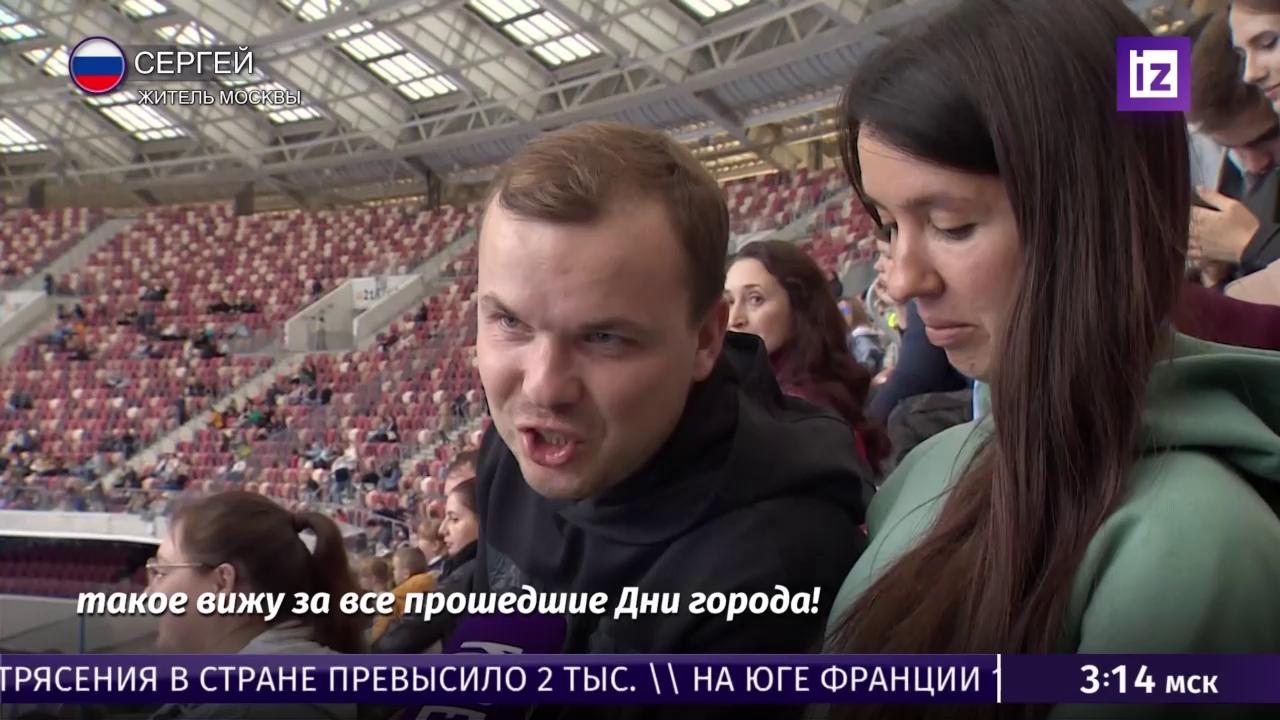 СЕРГЕЙ
ЖИТЕЛЬ МОСКВЫ
iz
такое вижу за все прошедшие Дни города!
ТРЯСЕНИЯ В СТРАНЕ ПРЕВЫСИЛО 2 ТЫС. \\ НА ЮГЕ ФРАНЦИИ
3:14 мск